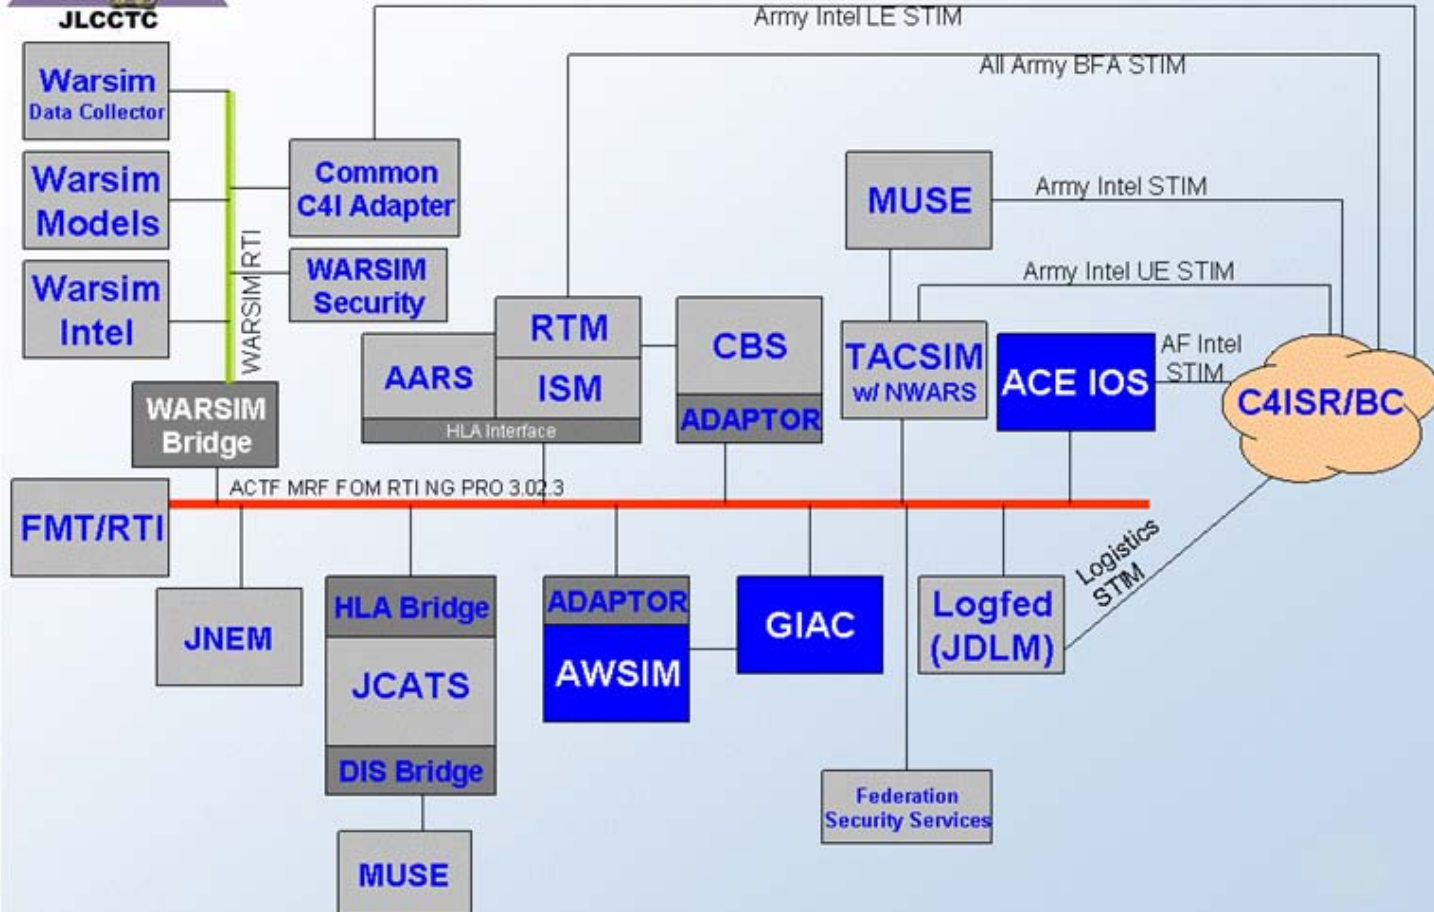 JLCCTC
Army Intel LE STIM
All Army BFA STIM
Warsim
Data Collector
Warsim
Models
Warsim
Intel
WARSIM RTI
Common
C4I Adapter
WARSIM
Security
WARSIM
Bridge
AARS
RTM
ISM
HLA Interface
CBS
ADAPTOR
MUSE
Army Intel STIM
Army Intel UE STIM
TACSIM
w/ NWARS
ACE IOS
AF Intel
STIM
C4ISR/BC
ACTF MRF FOM RTI NG PRO 3.02.3
FMT/RTI
JNEM
HLA Bridge
JCATS
DIS Bridge
MUSE
ADAPTOR
AWSIM
GIAC
Logfed
(JDLM)
Logistics
STIM
Federation
Security Services